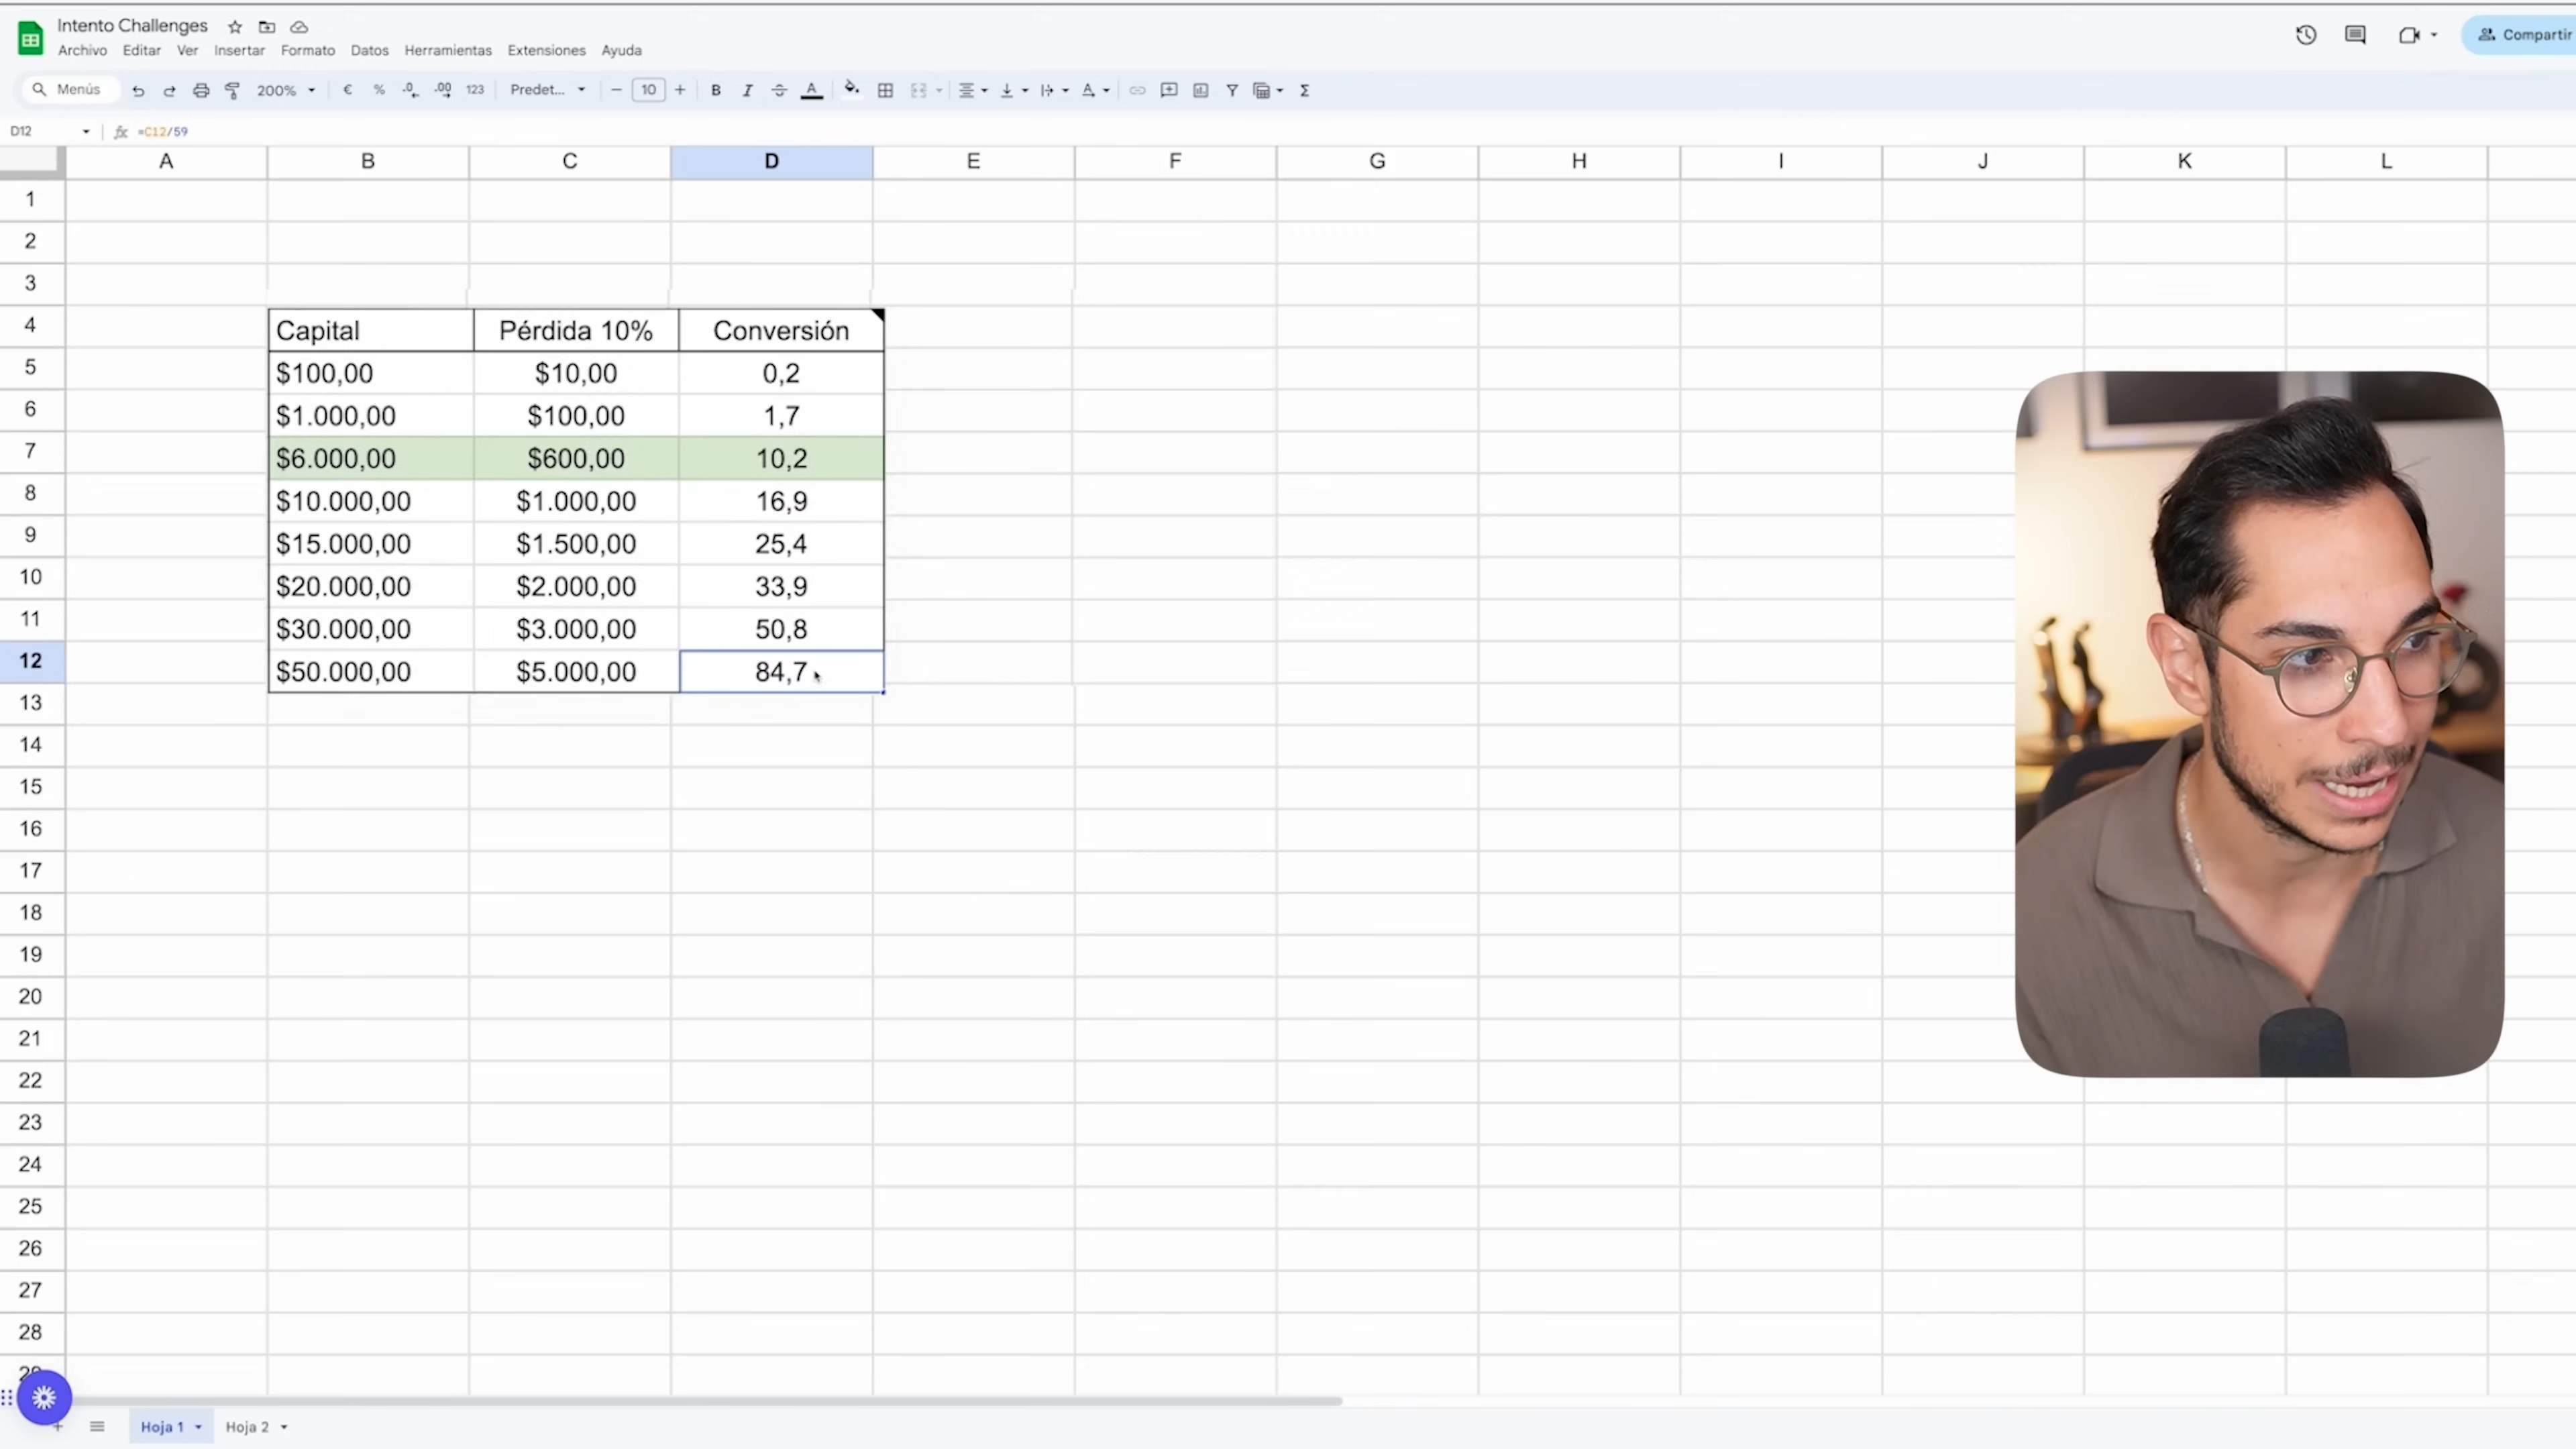 Intento Challenges
Archivo Editar Ver Insertar Formato Datos Herramientas Extensiones Ayuda
Compartir
Menús 200% € % .0 .00 123 Predet... − 10 + B I A Σ
D12 fx =C12/59
A B C D E F G H I J K L
1
2
3
4 Capital Pérdida 10% Conversión
5 $100,00 $10,00 0,2
6 $1.000,00 $100,00 1,7
7 $6.000,00 $600,00 10,2
8 $10.000,00 $1.000,00 16,9
9 $15.000,00 $1.500,00 25,4
10 $20.000,00 $2.000,00 33,9
11 $30.000,00 $3.000,00 50,8
12 $50.000,00 $5.000,00 84,7
13
14
15
16
17
18
19
20
21
22
23
24
25
26
27
28
29
Hoja 1 Hoja 2